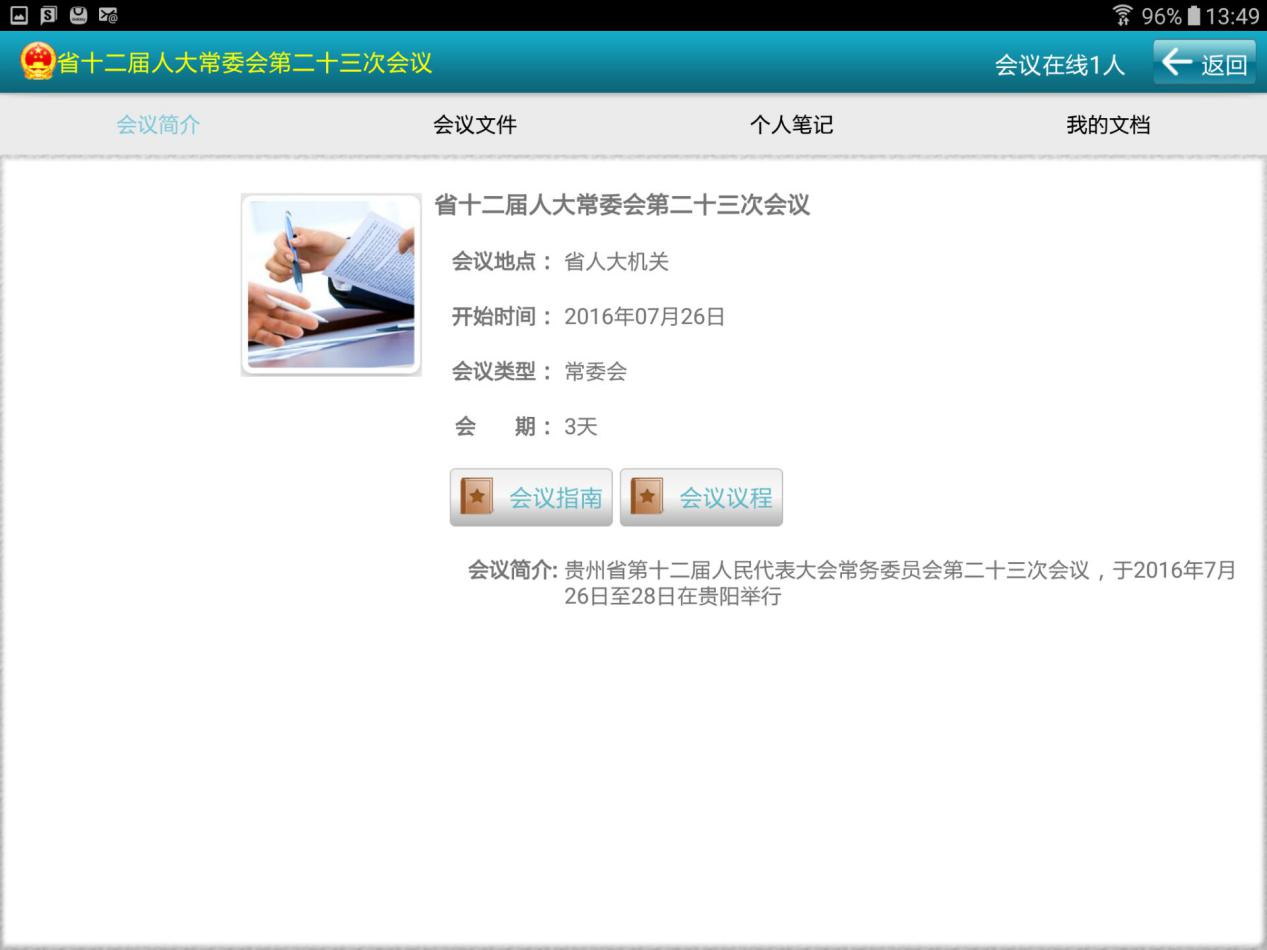 96% 13:49
省十二届人大常委会第二十三次会议 会议在线1人 返回
会议简介 会议文件 个人笔记 我的文档
省十二届人大常委会第二十三次会议
会议地点： 省人大机关
开始时间： 2016年07月26日
会议类型： 常委会
会 期： 3天
会议指南 会议议程
会议简介: 贵州省第十二届人民代表大会常务委员会第二十三次会议，于2016年7月
26日至28日在贵阳举行